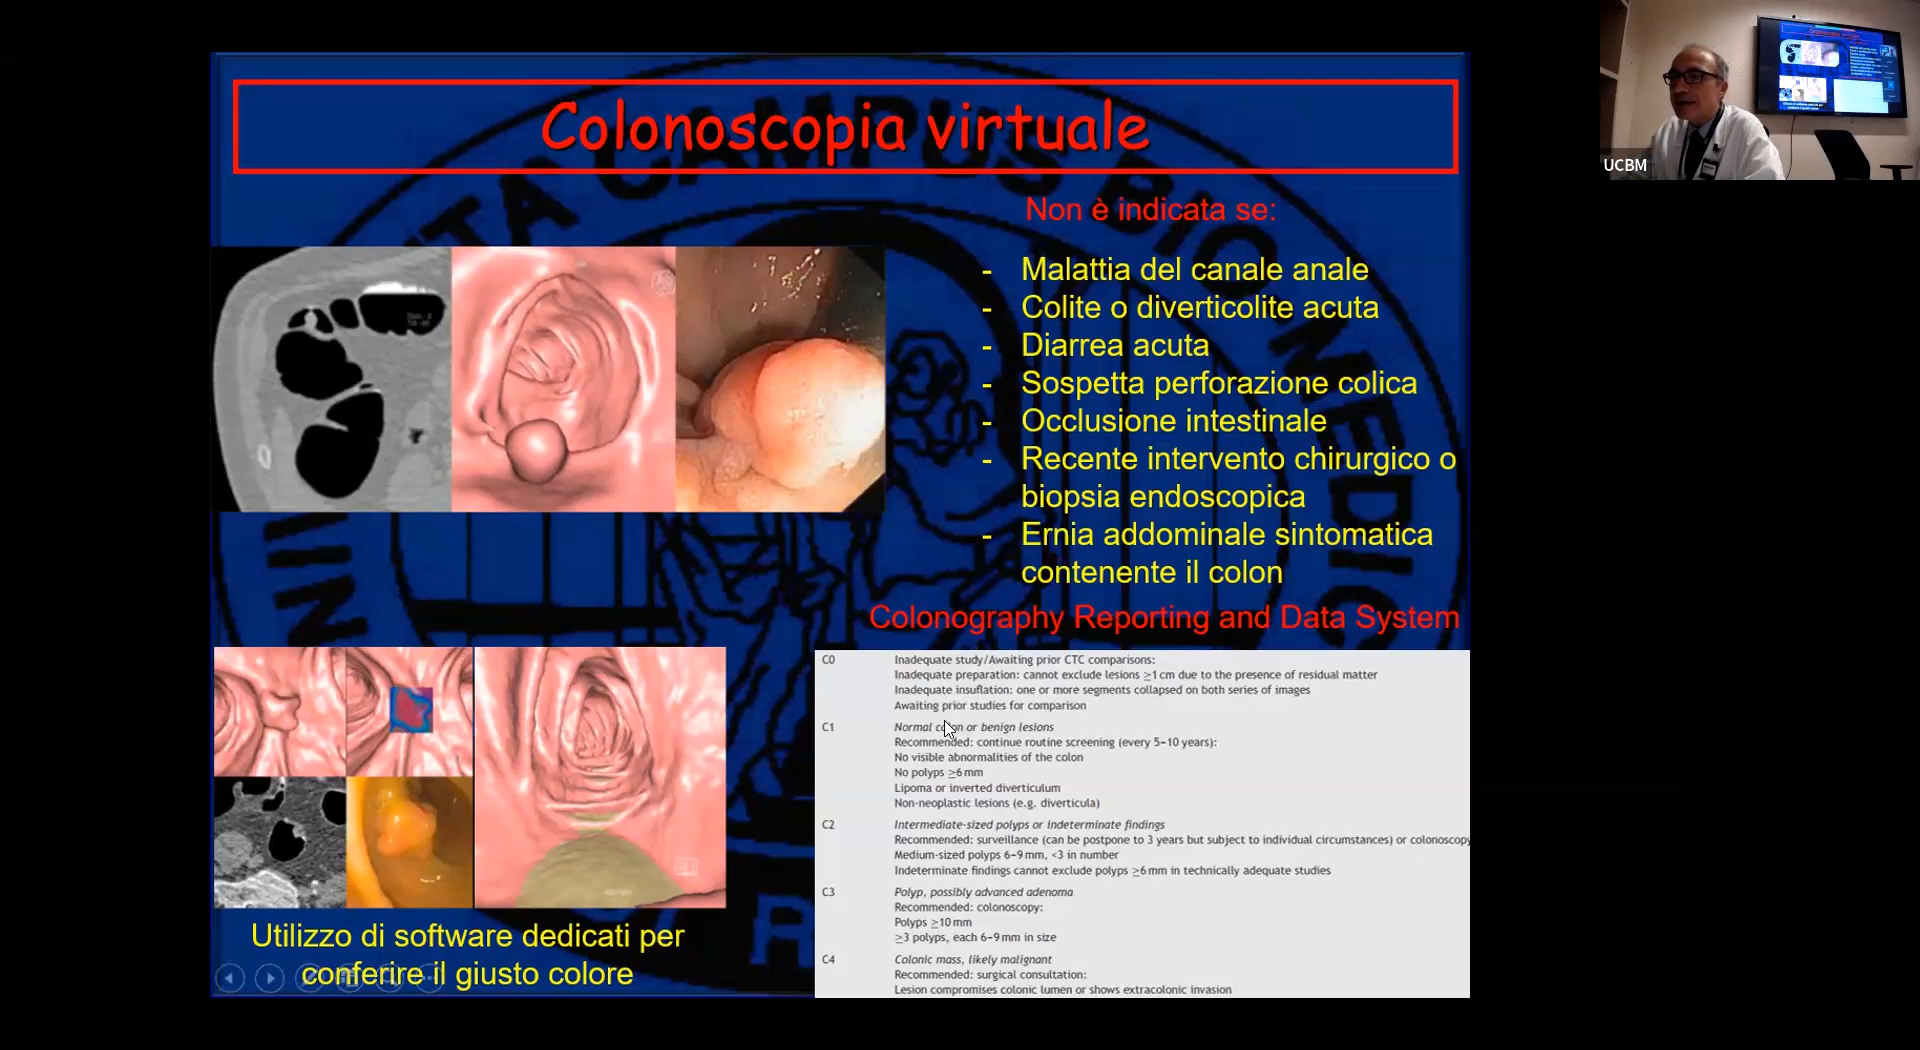 Colonoscopia virtuale
UCBM
Non è indicata se:
- Malattia del canale anale
- Colite o diverticolite acuta
- Diarrea acuta
- Sospetta perforazione colica
- Occlusione intestinale
- Recente intervento chirurgico o
biopsia endoscopica
- Ernia addominale sintomatica
contenente il colon
Colonography Reporting and Data System
C0 Inadequate study/Awaiting prior CTC comparisons:
Inadequate preparation: cannot exclude lesions ≥1 cm due to the presence of residual matter
Inadequate insuflation: one or more segments collapsed on both series of images
Awaiting prior studies for comparison
C1 Normal colon or benign lesions
Recommended: continue routine screening (every 5–10 years):
No visible abnormalities of the colon
No polyps ≥6 mm
Lipoma or inverted diverticulum
Non-neoplastic lesions (e.g. diverticula)
C2 Intermediate-sized polyps or indeterminate findings
Recommended: surveillance (can be postpone to 3 years but subject to individual circumstances) or colonoscopy
Medium-sized polyps 6–9 mm, <3 in number
Indeterminate findings cannot exclude polyps ≥6 mm in technically adequate studies
C3 Polyp, possibly advanced adenoma
Recommended: colonoscopy:
Polyps ≥10 mm
≥3 polyps, each 6–9 mm in size
C4 Colonic mass, likely malignant
Recommended: surgical consultation:
Lesion compromises colonic lumen or shows extracolonic invasion
Utilizzo di software dedicati per
conferire il giusto colore
CAMPUS BIO MEDIC